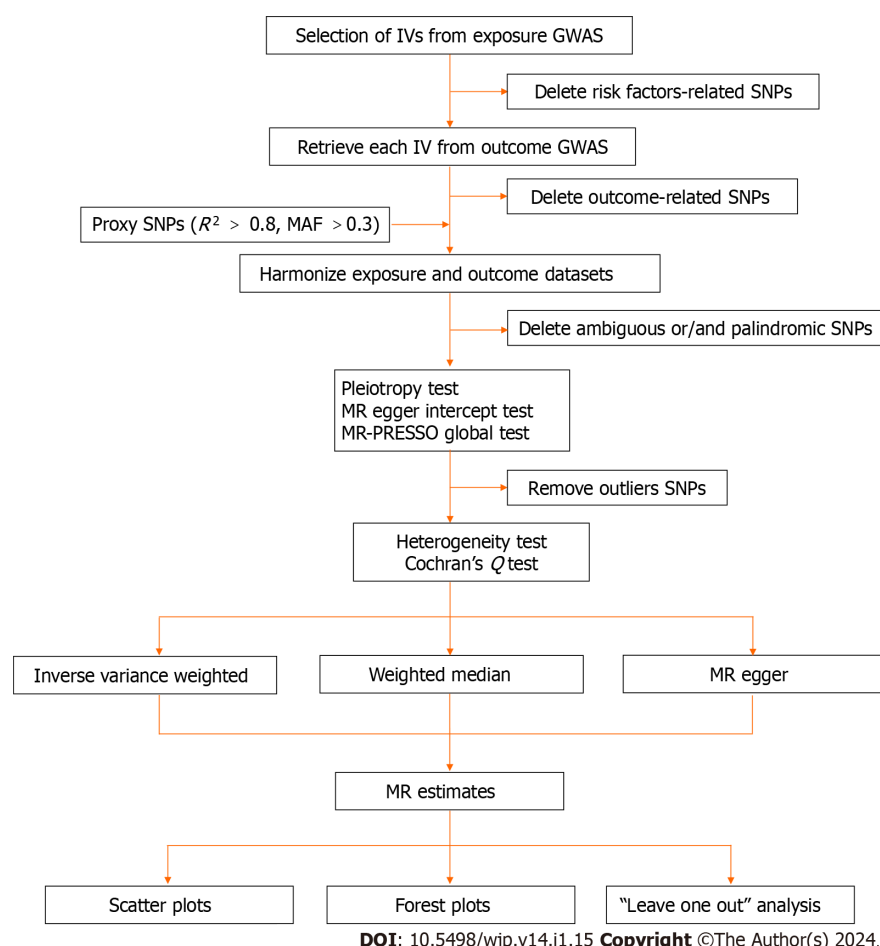 Selection of IVs from exposure GWAS
Delete risk factors-related SNPs
Retrieve each IV from outcome GWAS
Delete outcome-related SNPs
Proxy SNPs (R² > 0.8, MAF >0.3)
Harmonize exposure and outcome datasets
Delete ambiguous or/and palindromic SNPs
Pleiotropy test
MR egger intercept test
MR-PRESSO global test
Remove outliers SNPs
Heterogeneity test
Cochran’s Q test
Inverse variance weighted
Weighted median
MR egger
MR estimates
Scatter plots
Forest plots
“Leave one out” analysis
DOI: 10.5498/wjp.v14.i1.15 Copyright ©The Author(s) 2024.